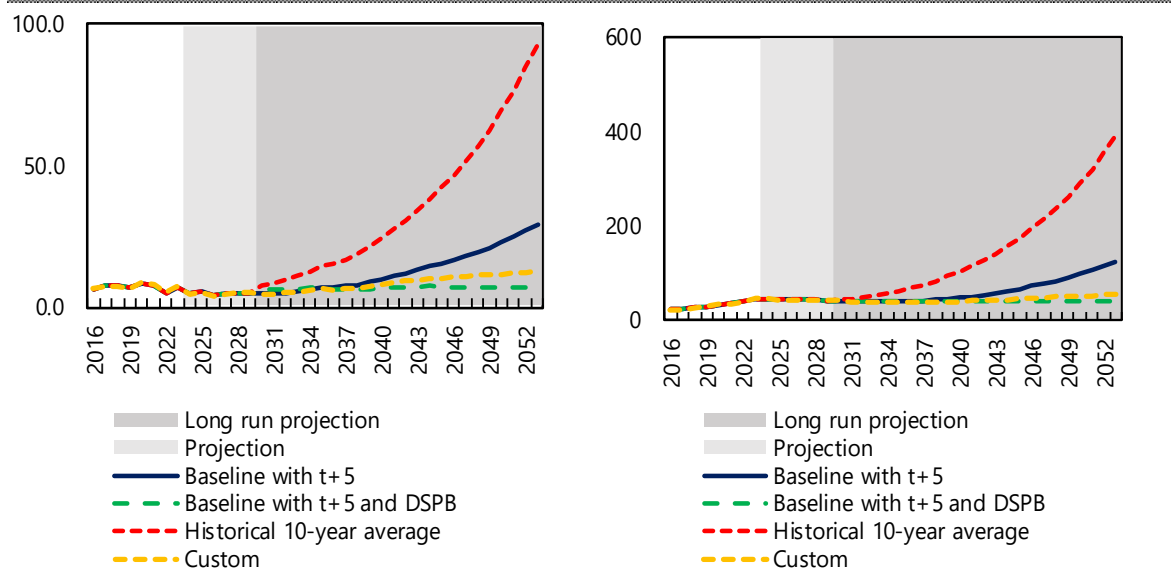 100.0
50.0
0.0
2016
2019
2022
2025
2028
2031
2034
2037
2040
2043
2046
2049
2052
Long run projection
Projection
Baseline with t+5
Baseline with t+5 and DSPB
Historical 10-year average
Custom
600
400
200
0
2016
2019
2022
2025
2028
2031
2034
2037
2040
2043
2046
2049
2052
Long run projection
Projection
Baseline with t+5
Baseline with t+5 and DSPB
Historical 10-year average
Custom